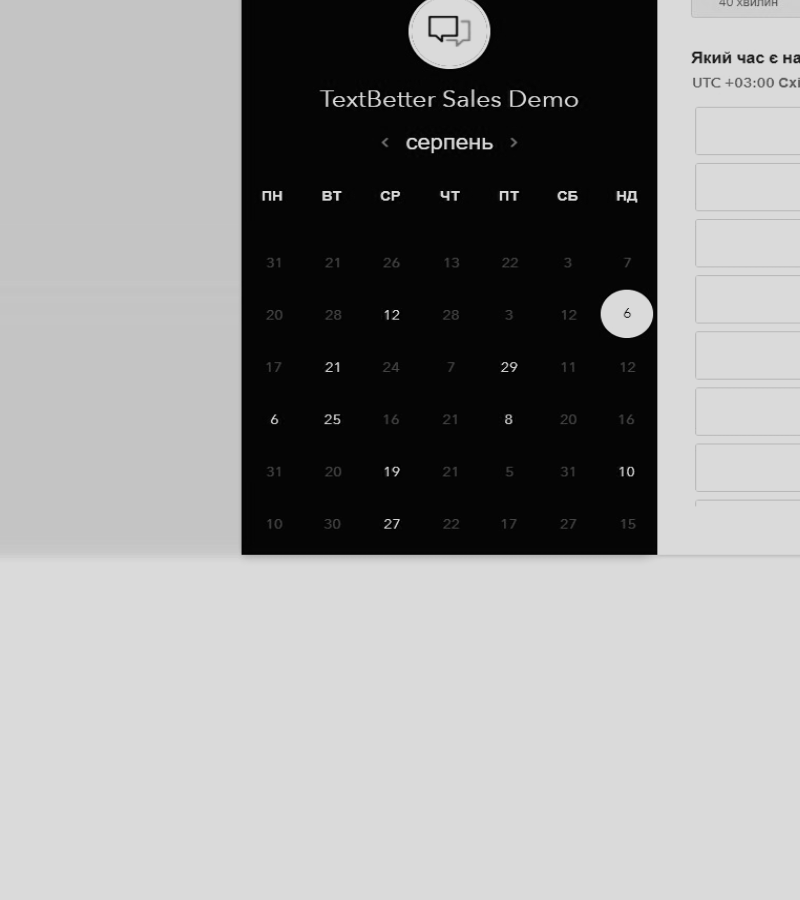 40 хвилин
TextBetter Sales Demo
Який час є на
UTC +03:00 Схі
< серпень >
ПН ВТ СР ЧТ ПТ СБ НД
31 21 26 13 22 3 7
20 28 12 28 3 12 6
17 21 24 7 29 11 12
6 25 16 21 8 20 16
31 20 19 21 5 31 10
10 30 27 22 17 27 15